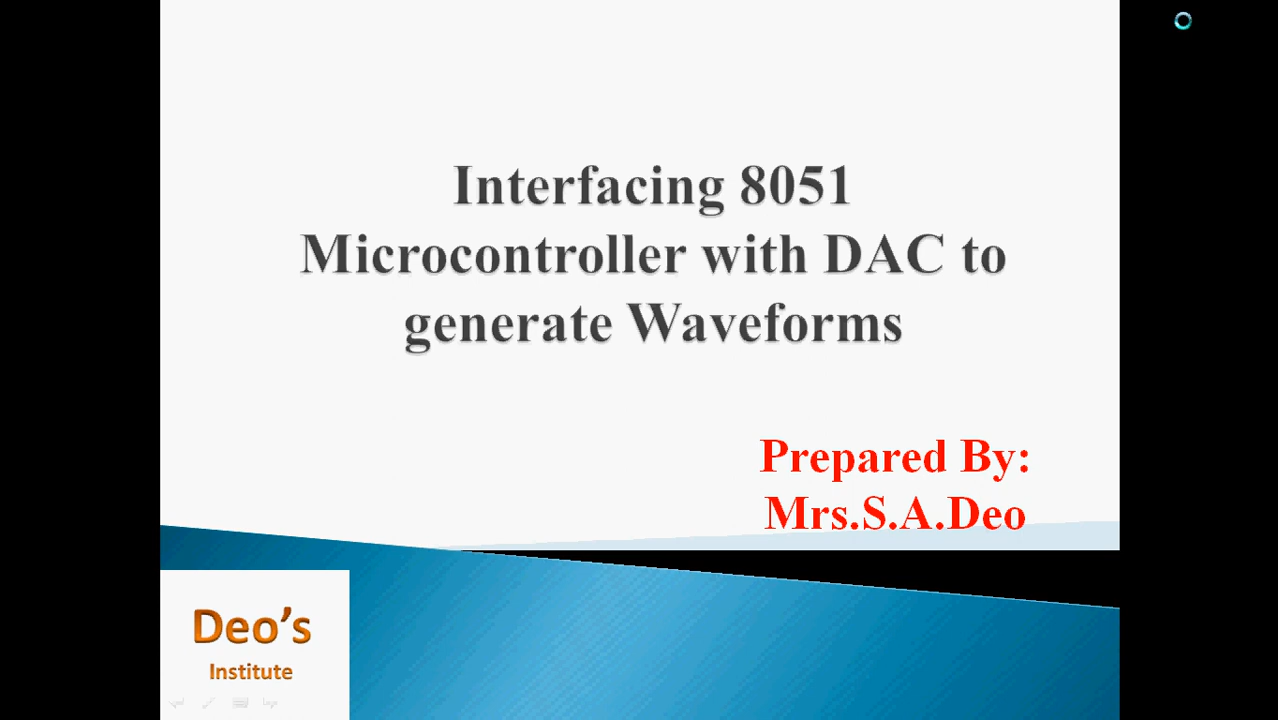 Interfacing 8051
Microcontroller with DAC to
generate Waveforms
Prepared By:
Mrs.S.A.Deo
Deo's
Institute